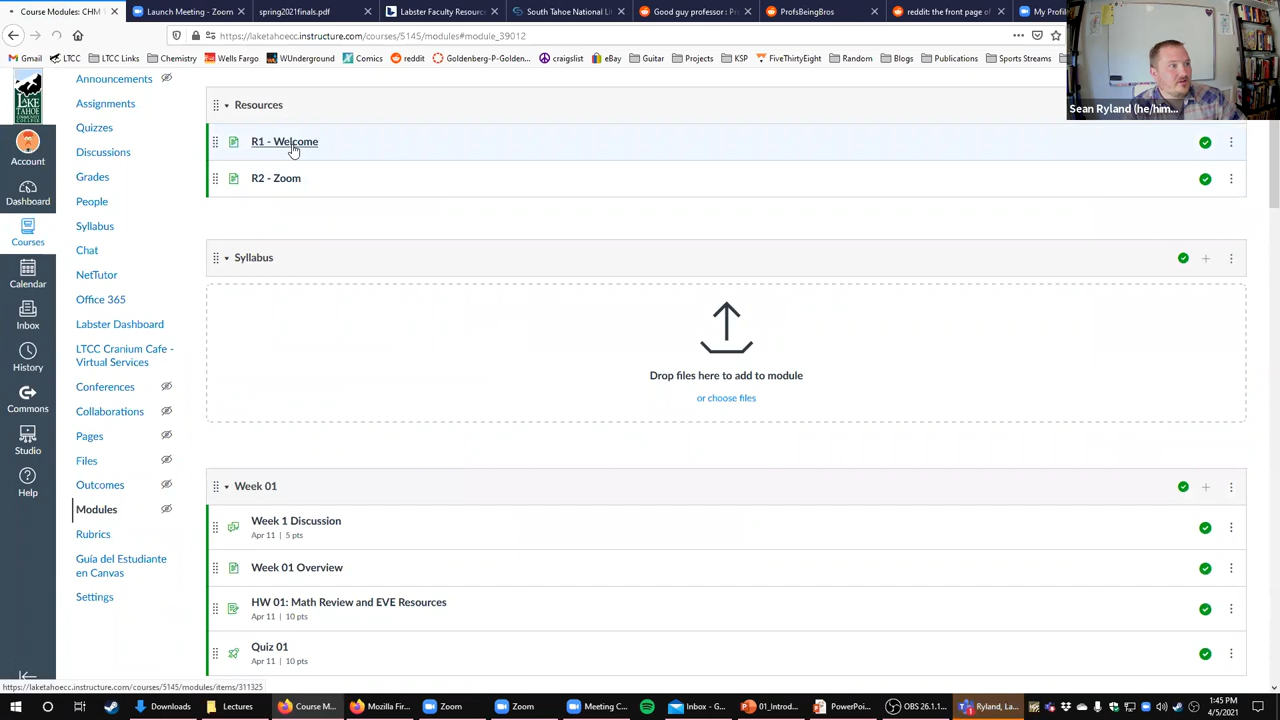 Course Modules: CHM
Launch Meeting - Zoom
spring2021finals.pdf
Labster Faculty Resource
South Tahoe National Lit
Good guy professor : Pro
ProfsBeingBros
reddit: the front page of
My Profil
https://laketahoecc.instructure.com/courses/5145/modules#module_39012
Gmail
LTCC
LTCC Links
Chemistry
Wells Fargo
WUnderground
Comics
reddit
Goldenberg-P-Golden...
craigslist
eBay
Guitar
Projects
KSP
FiveThirtyEight
Random
Blogs
Publications
Sports Streams
Sean Ryland (he/him...
LAKE TAHOE
Account
Dashboard
Courses
Calendar
Inbox
History
Commons
Studio
Help
Announcements
Assignments
Quizzes
Discussions
Grades
People
Syllabus
Chat
NetTutor
Office 365
Labster Dashboard
LTCC Cranium Cafe -
Virtual Services
Conferences
Collaborations
Pages
Files
Outcomes
Modules
Rubrics
Guía del Estudiante
en Canvas
Settings
Resources
R1 - Welcome
R2 - Zoom
Syllabus
Drop files here to add to module
or choose files
Week 01
Week 1 Discussion
Apr 11 | 5 pts
Week 01 Overview
HW 01: Math Review and EVE Resources
Apr 11 | 10 pts
Quiz 01
Apr 11 | 10 pts
https://laketahoecc.instructure.com/courses/5145/modules/items/311325
Downloads
Lectures
Course M...
Mozilla Fir...
Zoom
Zoom
Meeting C...
Inbox - G...
01_Introd...
PowerPoi...
OBS 26.1.1...
Ryland, La...
1:45 PM
4/5/2021